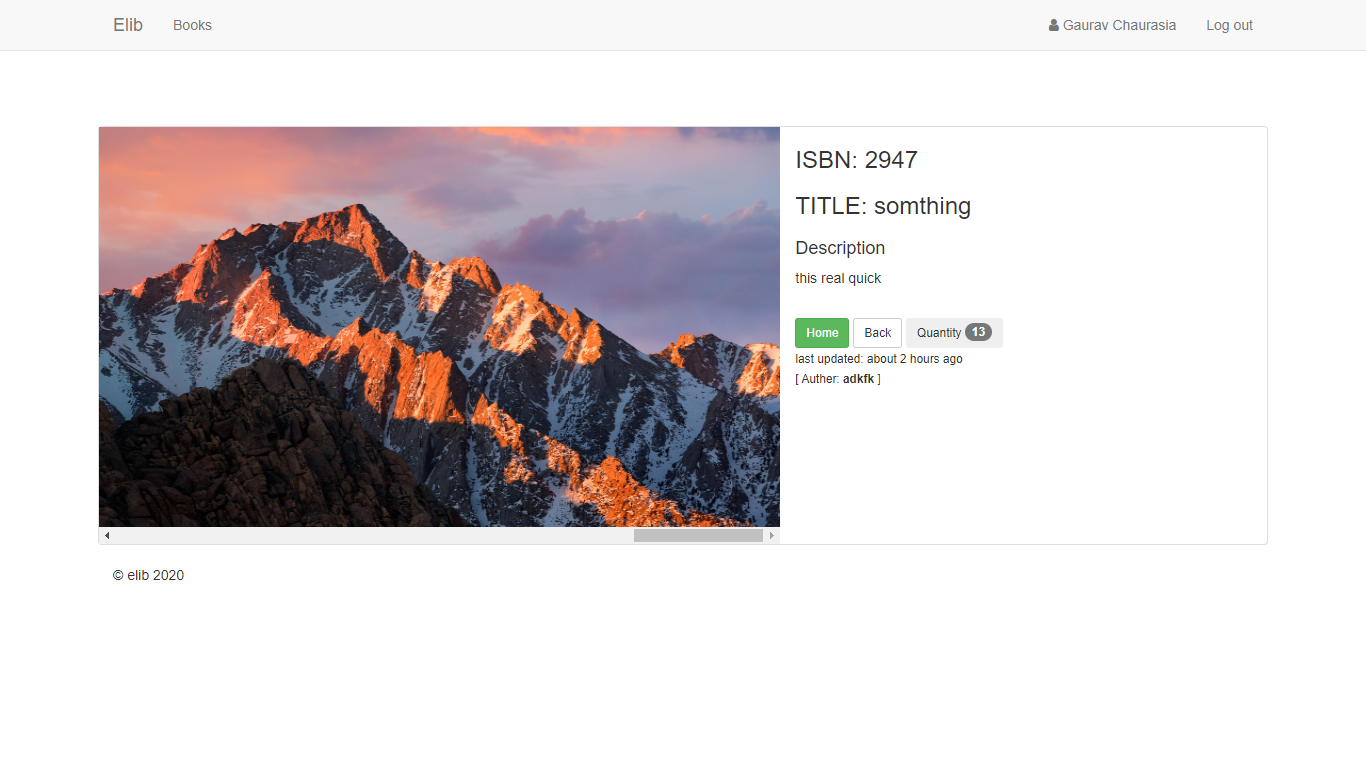 Elib Books Gaurav Chaurasia Log out
ISBN: 2947
TITLE: somthing
Description
this real quick
Home Back Quantity 13
last updated: about 2 hours ago
[ Auther: adkfk ]
© elib 2020